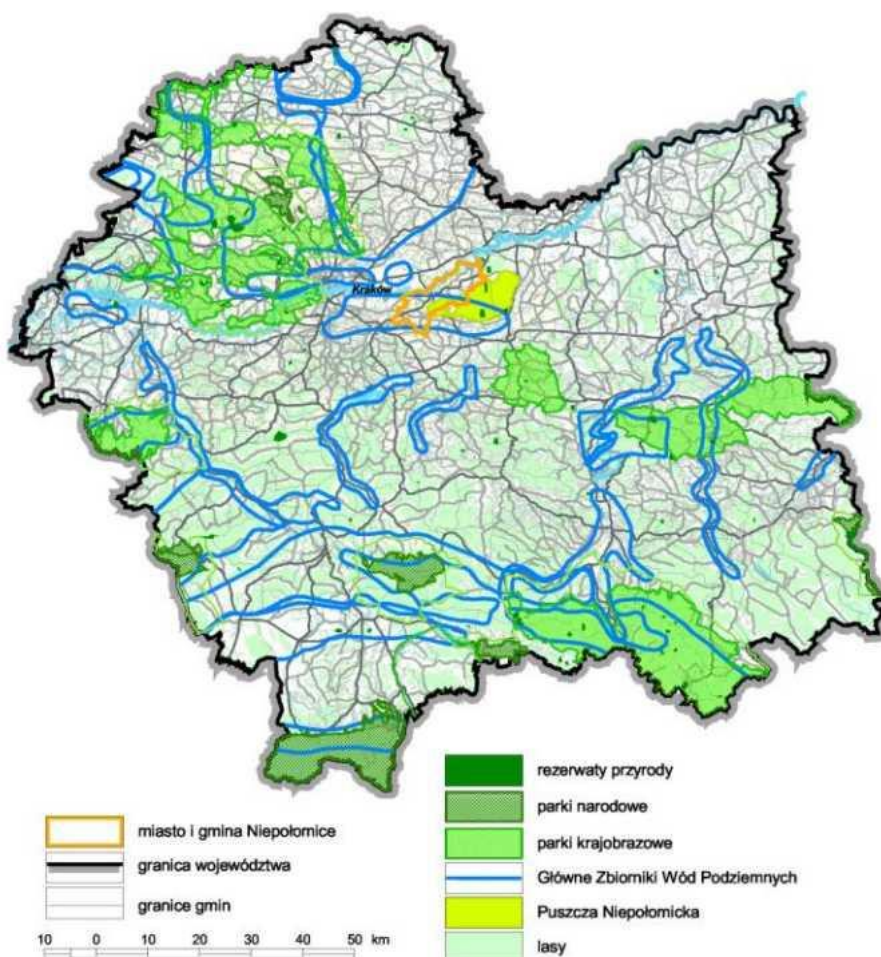 Kraków
miasto i gmina Niepołomice
granica województwa
granice gmin
10 0 10 20 30 40 50 km
rezerwaty przyrody
parki narodowe
parki krajobrazowe
Główne Zbiorniki Wód Podziemnych
Puszcza Niepołomicka
lasy